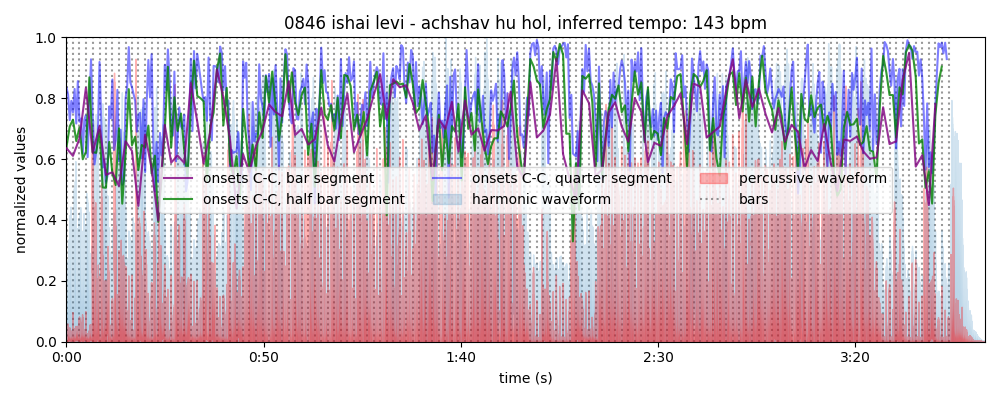 0846 ishai levi - achshav hu hol, inferred tempo: 143 bpm
normalized values
1.0
0.8
0.6
0.4
0.2
0.0
onsets C-C, bar segment
onsets C-C, half bar segment
onsets C-C, quarter segment
harmonic waveform
percussive waveform
bars
0:00 0:50 1:40 2:30 3:20
time (s)